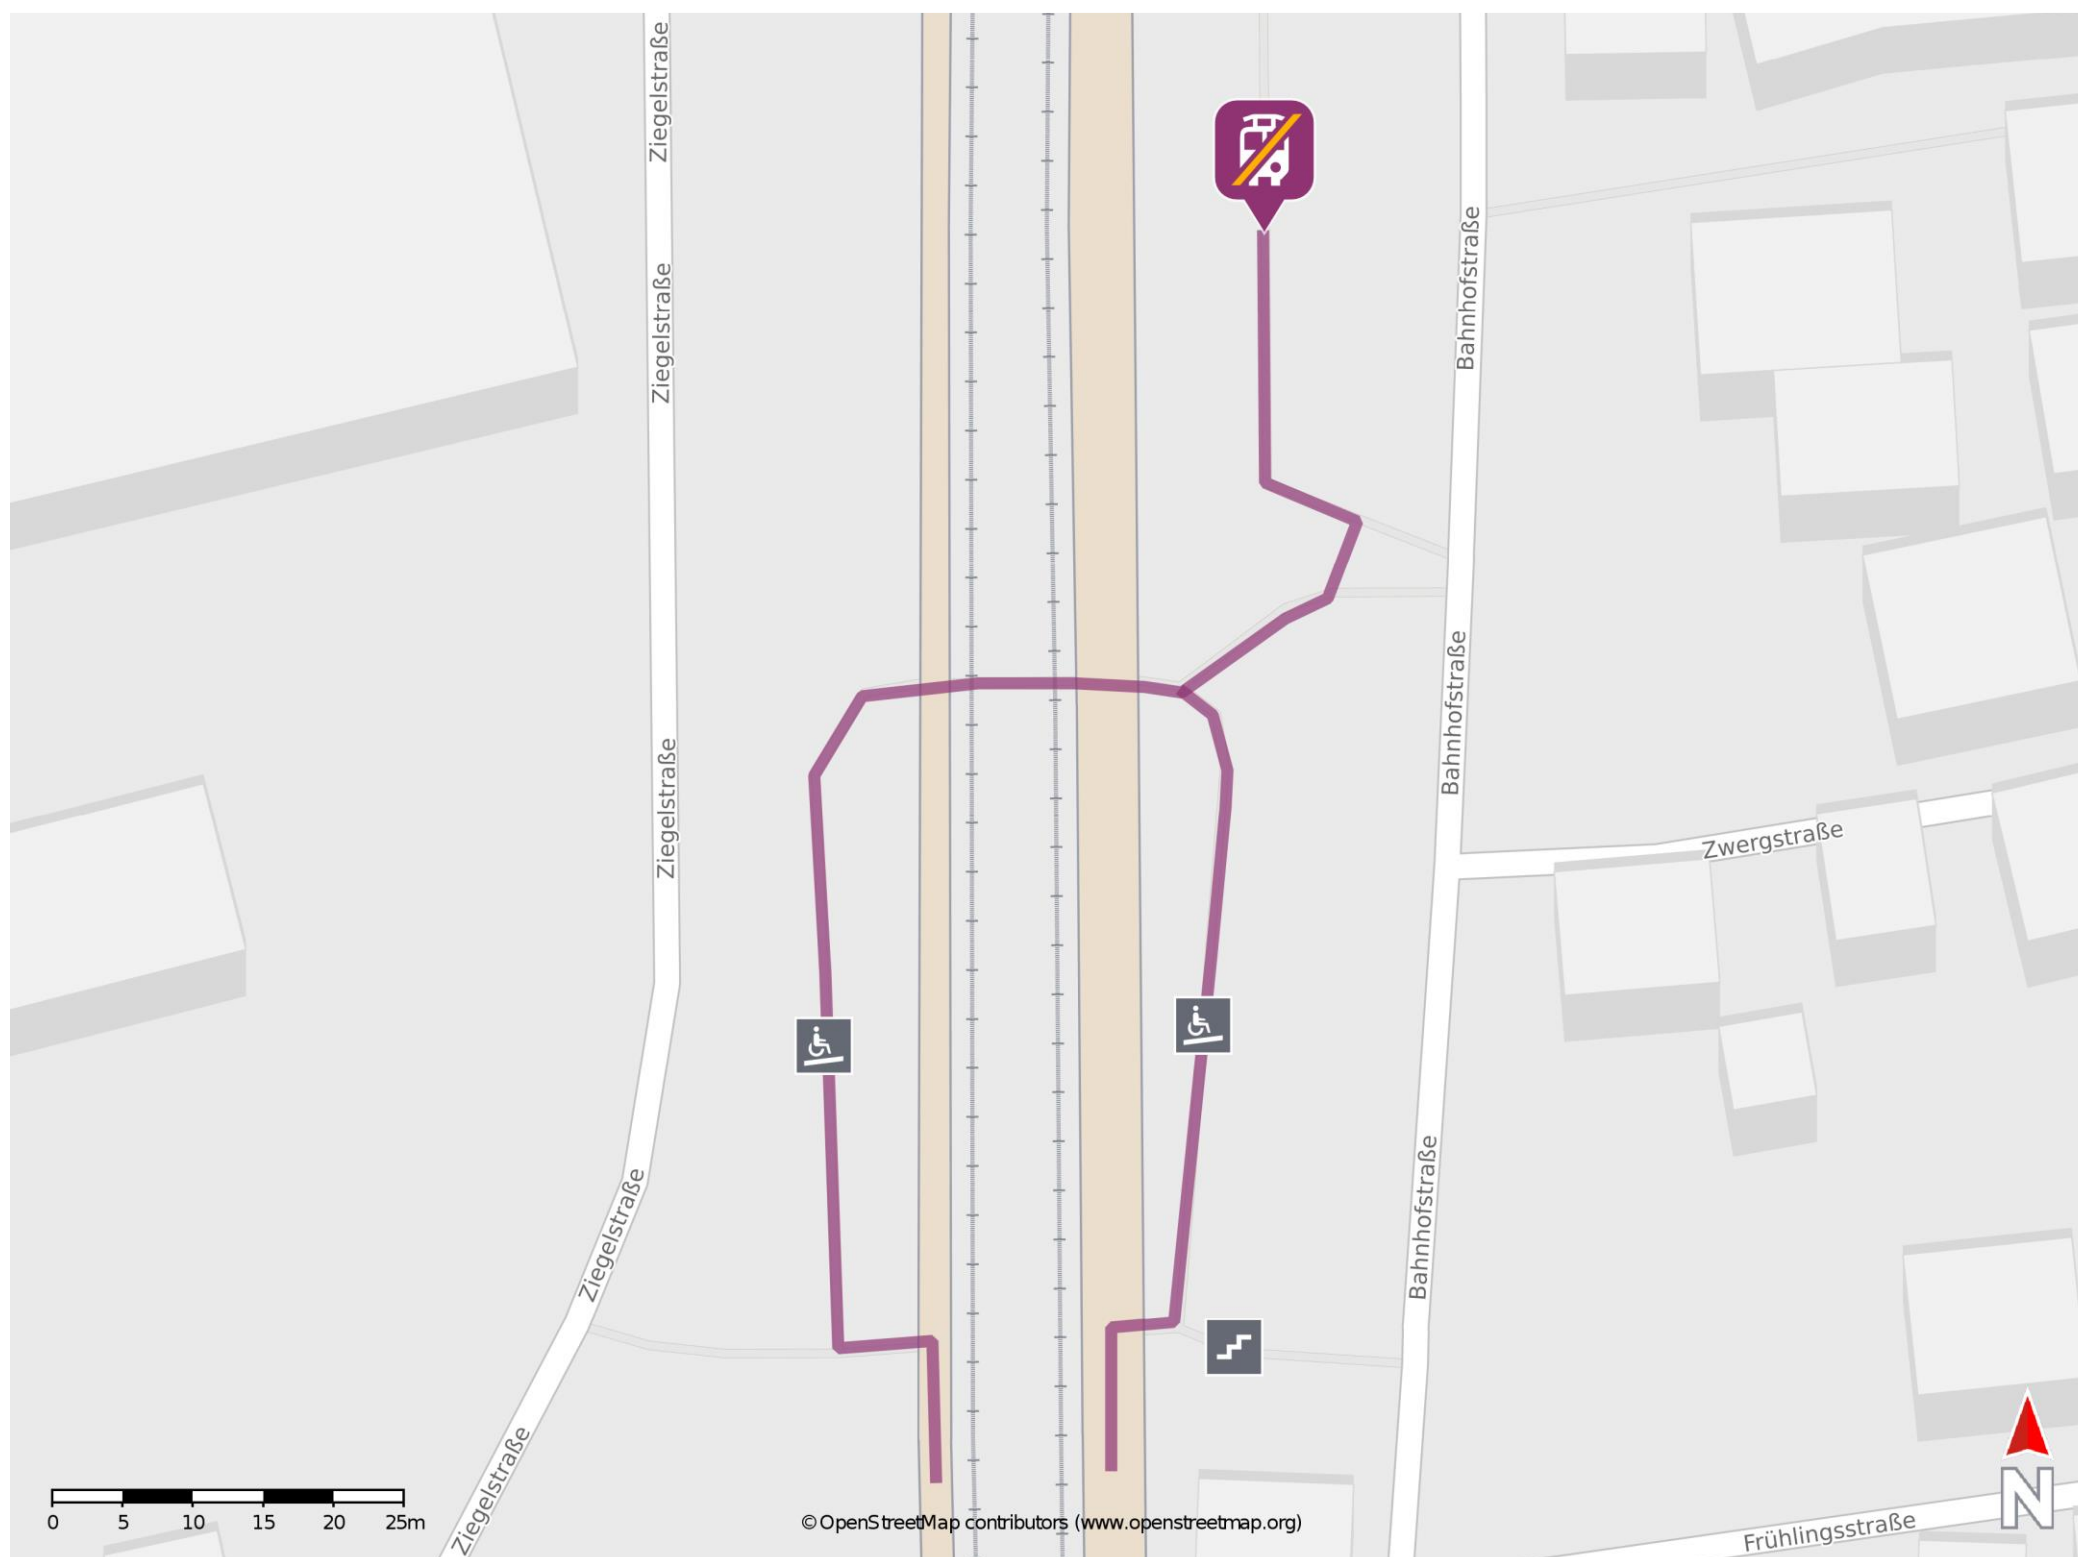 Ziegelstraße
Ziegelstraße
Bahnhofstraße
Bahnhofstraße
Ziegelstraße
Zwergstraße
Bahnhofstraße
Ziegelstraße
Ziegelstraße
Frühlingsstraße
N
0 5 10 15 20 25m
© OpenStreetMap contributors (www.openstreetmap.org)